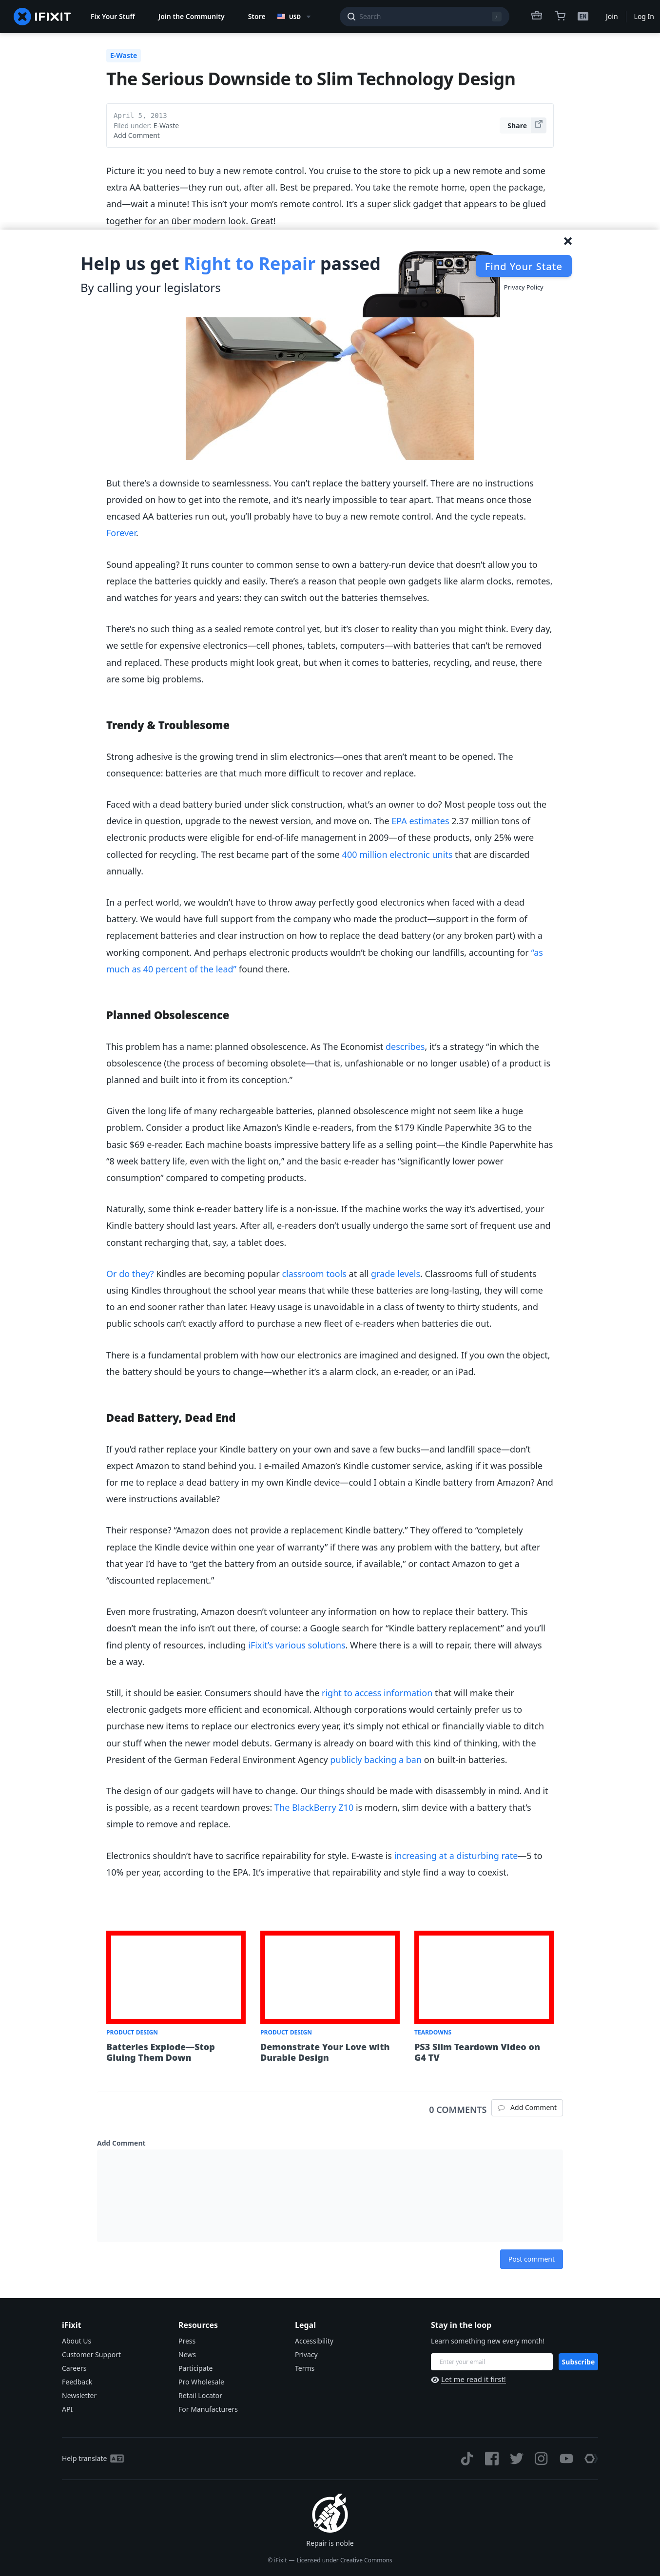 IFIXIT
Fix Your Stuff
Join the Community
Store
USD
Search
/
EN
Join
Log In
E-Waste
The Serious Downside to Slim Technology Design
April 5, 2013
Filed under: E-Waste
Add Comment
Share
Picture it: you need to buy a new remote control. You cruise to the store to pick up a new remote and some
extra AA batteries—they run out, after all. Best be prepared. You take the remote home, open the package,
and—wait a minute! This isn’t your mom’s remote control. It’s a super slick gadget that appears to be glued
together for an über modern look. Great!
Help us get Right to Repair passed
By calling your legislators
Find Your State
Privacy Policy
But there’s a downside to seamlessness. You can’t replace the battery yourself. There are no instructions
provided on how to get into the remote, and it’s nearly impossible to tear apart. That means once those
encased AA batteries run out, you’ll probably have to buy a new remote control. And the cycle repeats.
Forever.
Sound appealing? It runs counter to common sense to own a battery-run device that doesn’t allow you to
replace the batteries quickly and easily. There’s a reason that people own gadgets like alarm clocks, remotes,
and watches for years and years: they can switch out the batteries themselves.
There’s no such thing as a sealed remote control yet, but it’s closer to reality than you might think. Every day,
we settle for expensive electronics—cell phones, tablets, computers—with batteries that can’t be removed
and replaced. These products might look great, but when it comes to batteries, recycling, and reuse, there
are some big problems.
Trendy & Troublesome
Strong adhesive is the growing trend in slim electronics—ones that aren’t meant to be opened. The
consequence: batteries are that much more difficult to recover and replace.
Faced with a dead battery buried under slick construction, what’s an owner to do? Most people toss out the
device in question, upgrade to the newest version, and move on. The EPA estimates 2.37 million tons of
electronic products were eligible for end-of-life management in 2009—of these products, only 25% were
collected for recycling. The rest became part of the some 400 million electronic units that are discarded
annually.
In a perfect world, we wouldn’t have to throw away perfectly good electronics when faced with a dead
battery. We would have full support from the company who made the product—support in the form of
replacement batteries and clear instruction on how to replace the dead battery (or any broken part) with a
working component. And perhaps electronic products wouldn’t be choking our landfills, accounting for “as
much as 40 percent of the lead” found there.
Planned Obsolescence
This problem has a name: planned obsolescence. As The Economist describes, it’s a strategy “in which the
obsolescence (the process of becoming obsolete—that is, unfashionable or no longer usable) of a product is
planned and built into it from its conception.”
Given the long life of many rechargeable batteries, planned obsolescence might not seem like a huge
problem. Consider a product like Amazon’s Kindle e-readers, from the $179 Kindle Paperwhite 3G to the
basic $69 e-reader. Each machine boasts impressive battery life as a selling point—the Kindle Paperwhite has
“8 week battery life, even with the light on,” and the basic e-reader has “significantly lower power
consumption” compared to competing products.
Naturally, some think e-reader battery life is a non-issue. If the machine works the way it’s advertised, your
Kindle battery should last years. After all, e-readers don’t usually undergo the same sort of frequent use and
constant recharging that, say, a tablet does.
Or do they? Kindles are becoming popular classroom tools at all grade levels. Classrooms full of students
using Kindles throughout the school year means that while these batteries are long-lasting, they will come
to an end sooner rather than later. Heavy usage is unavoidable in a class of twenty to thirty students, and
public schools can’t exactly afford to purchase a new fleet of e-readers when batteries die out.
There is a fundamental problem with how our electronics are imagined and designed. If you own the object,
the battery should be yours to change—whether it’s a alarm clock, an e-reader, or an iPad.
Dead Battery, Dead End
If you’d rather replace your Kindle battery on your own and save a few bucks—and landfill space—don’t
expect Amazon to stand behind you. I e-mailed Amazon’s Kindle customer service, asking if it was possible
for me to replace a dead battery in my own Kindle device—could I obtain a Kindle battery from Amazon? And
were instructions available?
Their response? “Amazon does not provide a replacement Kindle battery.” They offered to “completely
replace the Kindle device within one year of warranty” if there was any problem with the battery, but after
that year I’d have to “get the battery from an outside source, if available,” or contact Amazon to get a
“discounted replacement.”
Even more frustrating, Amazon doesn’t volunteer any information on how to replace their battery. This
doesn’t mean the info isn’t out there, of course: a Google search for “Kindle battery replacement” and you’ll
find plenty of resources, including iFixit’s various solutions. Where there is a will to repair, there will always
be a way.
Still, it should be easier. Consumers should have the right to access information that will make their
electronic gadgets more efficient and economical. Although corporations would certainly prefer us to
purchase new items to replace our electronics every year, it’s simply not ethical or financially viable to ditch
our stuff when the newer model debuts. Germany is already on board with this kind of thinking, with the
President of the German Federal Environment Agency publicly backing a ban on built-in batteries.
The design of our gadgets will have to change. Our things should be made with disassembly in mind. And it
is possible, as a recent teardown proves: The BlackBerry Z10 is modern, slim device with a battery that’s
simple to remove and replace.
Electronics shouldn’t have to sacrifice repairability for style. E-waste is increasing at a disturbing rate—5 to
10% per year, according to the EPA. It’s imperative that repairability and style find a way to coexist.
PRODUCT DESIGN
Batteries Explode—Stop
Gluing Them Down
PRODUCT DESIGN
Demonstrate Your Love with
Durable Design
TEARDOWNS
PS3 Slim Teardown Video on
G4 TV
0 COMMENTS
Add Comment
Add Comment
Post comment
iFixit
About Us
Customer Support
Careers
Feedback
Newsletter
API
Resources
Press
News
Participate
Pro Wholesale
Retail Locator
For Manufacturers
Legal
Accessibility
Privacy
Terms
Stay in the loop
Learn something new every month!
Enter your email
Subscribe
Let me read it first!
Help translate
Repair is noble
© iFixit — Licensed under Creative Commons